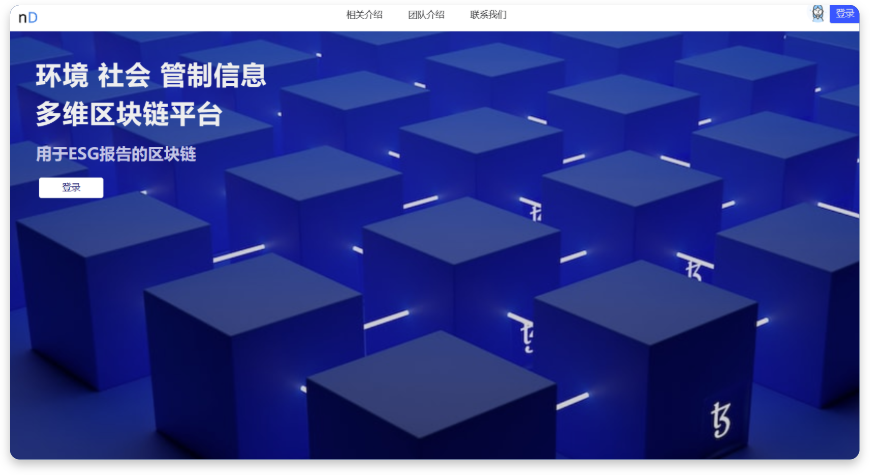 nD
相关介绍
团队介绍
联系我们
登录
环境 社会 管制信息
多维区块链平台
用于ESG报告的区块链
登录